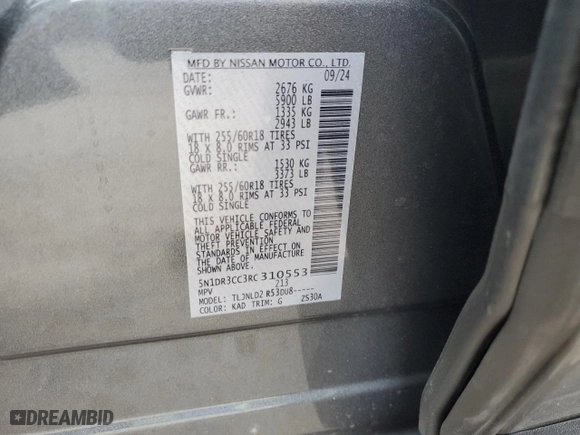 MFD BY NISSAN MOTOR CO., LTD.
DATE: 09/24
GVWR: 2676 KG
5900 LB
GAWR FR.: 1335 KG
2943 LB
WITH 255/60R18 TIRES
18 X 8.0 RIMS AT 33 PSI
COLD SINGLE
GAWR RR.: 1530 KG
3373 LB
WITH 255/60R18 TIRES
18 X 8.0 RIMS AT 33 PSI
COLD SINGLE
THIS VEHICLE CONFORMS TO
ALL APPLICABLE FEDERAL
MOTOR VEHICLE SAFETY AND
THEFT PREVENTION
STANDARDS IN EFFECT ON
THE DATE OF MANUFACTURE
SHOWN ABOVE.
5N1DR3CC3RC310553
MPV 213
MODEL: TLJNLD2 R53DU8-----
COLOR: KAD TRIM: G ZS30A
DREAMBID